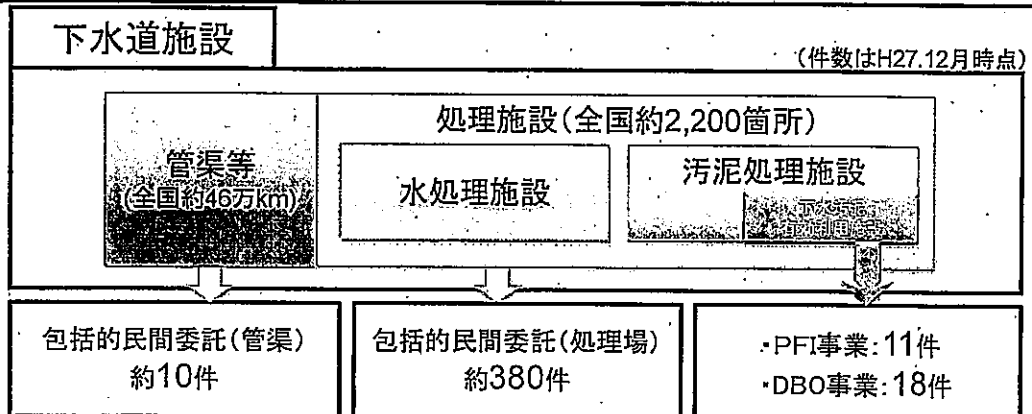 下水道施設
(件数はH27.12月時点)
処理施設(全国約2,200箇所)
管渠等
(全国約46万km)
水処理施設
汚泥処理施設
包括的民間委託(管渠)
約10件
包括的民間委託(処理場)
約380件
・PFI事業:11件
・DBO事業:18件